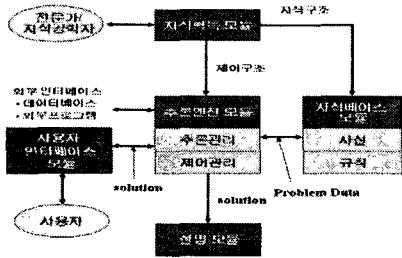 전문가/
지식공학자
지식편드 모듈
지식구조
제어구조
외부 인터페이스
• 데이터베이스
• 외부프로그램
추론엔진 모듈
지식베이스
모듈
사용자
인터페이스
모듈
추론관리
사실
제어관리
규칙
solution
solution
Problem Data
사용자
설명 모듈